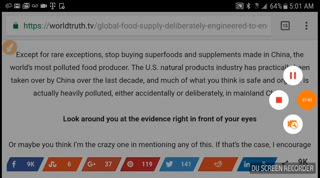 5:01 AM
https://worldtruth.tv/global-food-supply-deliberately-engineered-to-en
Except for rare exceptions, stop buying superfoods and supplements made in China, the
world's most polluted food producer. The U.S. natural products industry has practically been
taken over by China over the last decade, and much of what you think is safe and or
is
actually heavily polluted, either accidentally or deliberately, in mainland Ch
Look around you at the evidence right in front of your eyes
Or maybe you think I'm the crazy one in mentioning any of this. If that's the case, I encourage
9K 6 37 119 141 9K
DU SCREEN RECORDER